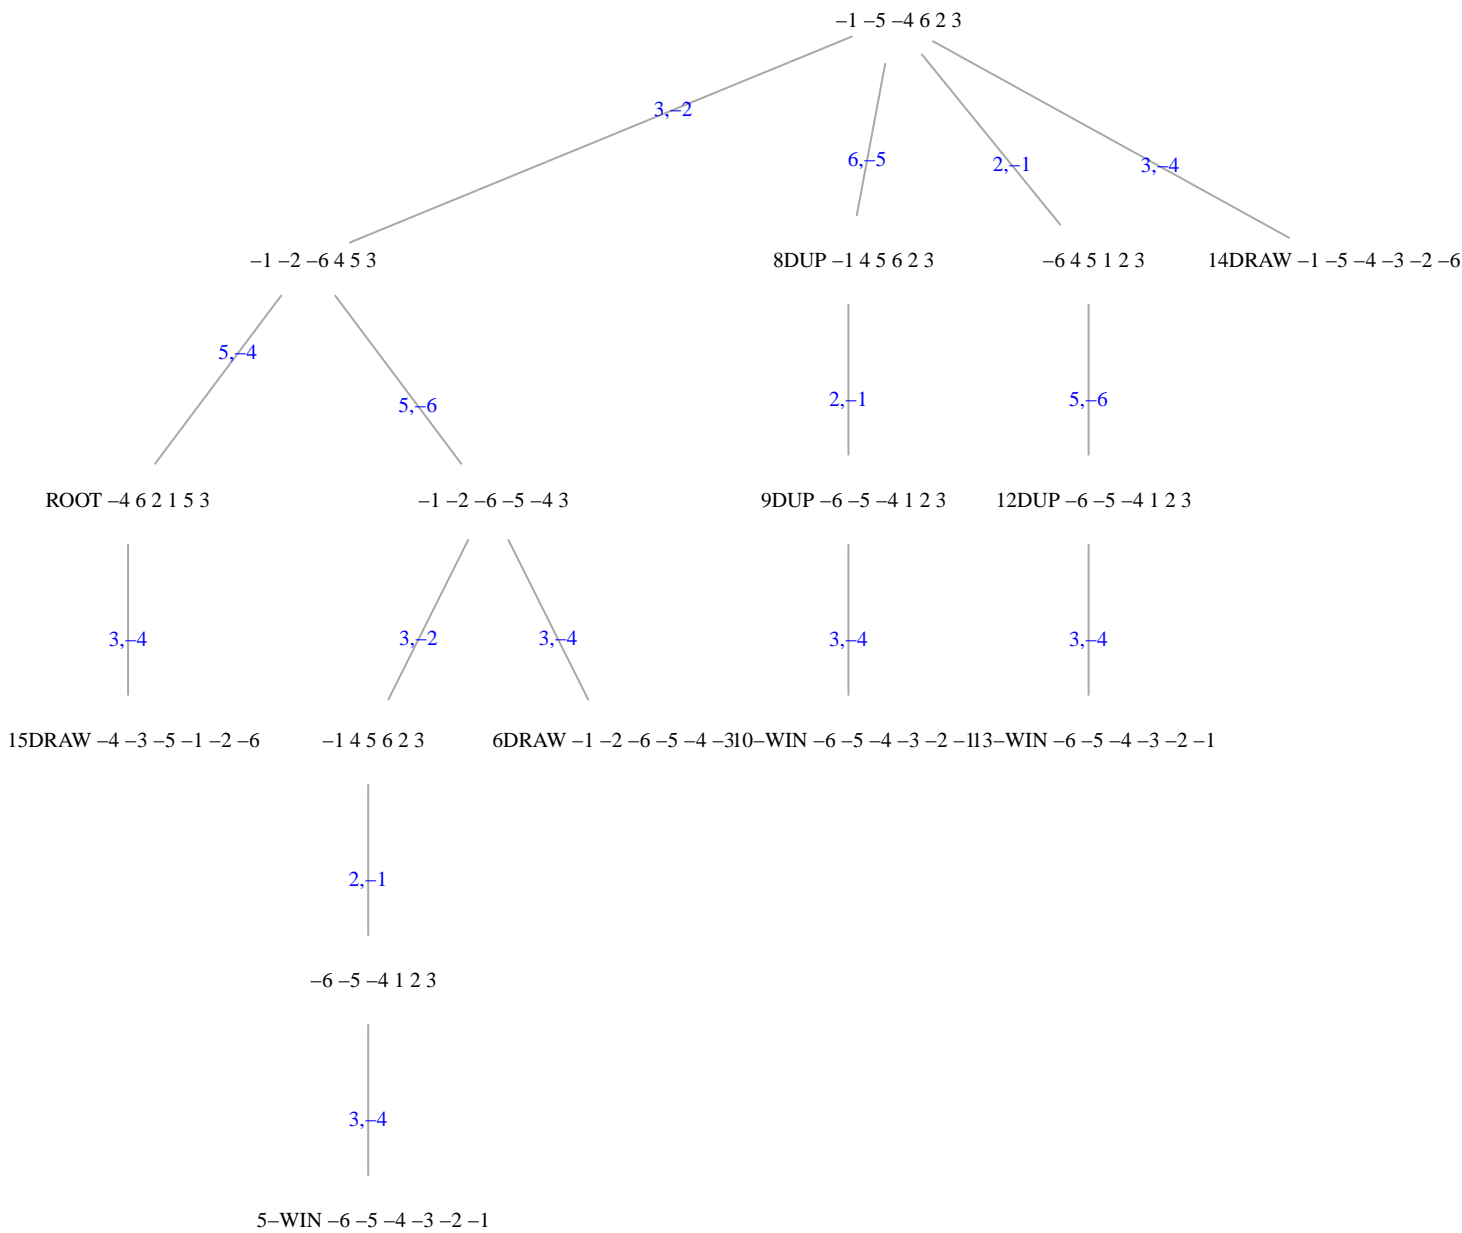 –1 –5 –4 6 2 3
3,–2
6,–5
2,–1
3,–4
–1 –2 –6 4 5 3
8DUP –1 4 5 6 2 3
–6 4 5 1 2 3
14DRAW –1 –5 –4 –3 –2 –6
5,–4
5,–6
2,–1
5,–6
ROOT –4 6 2 1 5 3
–1 –2 –6 –5 –4 3
9DUP –6 –5 –4 1 2 3
12DUP –6 –5 –4 1 2 3
3,–4
3,–2
3,–4
3,–4
3,–4
15DRAW –4 –3 –5 –1 –2 –6
–1 4 5 6 2 3
6DRAW –1 –2 –6 –5 –4 –3
10–WIN –6 –5 –4 –3 –2 –1
13–WIN –6 –5 –4 –3 –2 –1
2,–1
–6 –5 –4 1 2 3
3,–4
5–WIN –6 –5 –4 –3 –2 –1